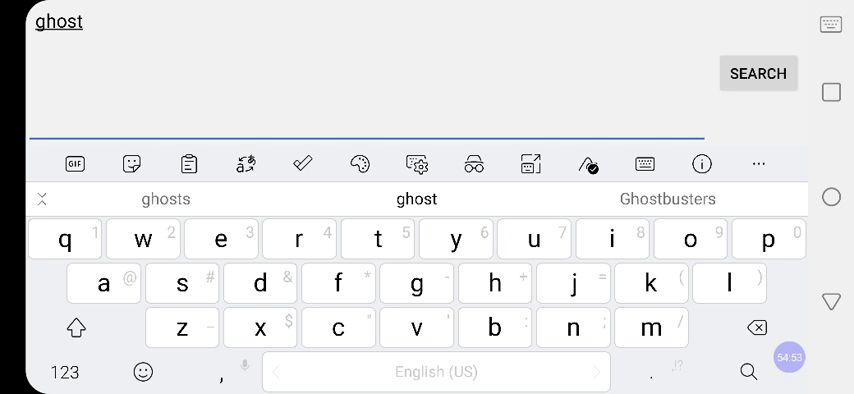 ghost
SEARCH
GIF
ghosts ghost Ghostbusters
q 1 w 2 e 3 r 4 t 5 y 6 u 7 i 8 o 9 p 0
a @ s # d & f * g - h + j = k ( l )
z _ x $ c " v ' b : n ; m /
123 , English (US) . ,!?
54:53